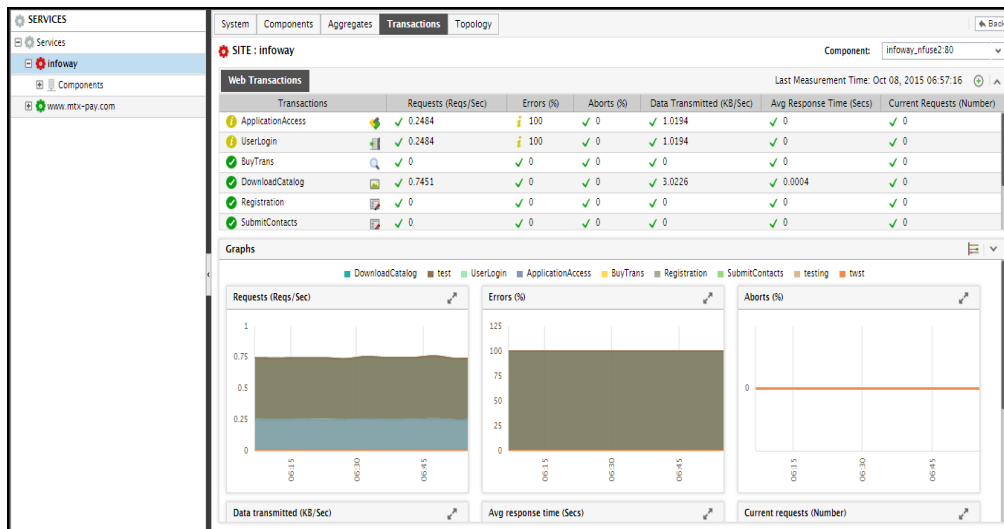 SERVICES
Services
infoway
Components
www.mtx-pay.com
System Components Aggregates Transactions Topology Back
SITE : infoway Component: infoway_nfuse2:80
Web Transactions Last Measurement Time: Oct 08, 2015 06:57:16
Transactions Requests (Reqs/Sec) Errors (%) Aborts (%) Data Transmitted (KB/Sec) Avg Response Time (Secs) Current Requests (Number)
ApplicationAccess 0.2484 100 0 1.0194 0 0
UserLogin 0.2484 100 0 1.0194 0 0
BuyTrans 0 0 0 0 0 0
DownloadCatalog 0.7451 0 0 3.0226 0.0004 0
Registration 0 0 0 0 0 0
SubmitContacts 0 0 0 0 0 0
Graphs
DownloadCatalog test UserLogin ApplicationAccess BuyTrans Registration SubmitContacts testing twst
Requests (Reqs/Sec)
1
0.75
0.5
0.25
0
06:15 06:30 06:45
Errors (%)
125
100
75
50
25
0
06:15 06:30 06:45
Aborts (%)
0
06:15 06:30 06:45
Data transmitted (KB/Sec) Avg response time (Secs) Current requests (Number)